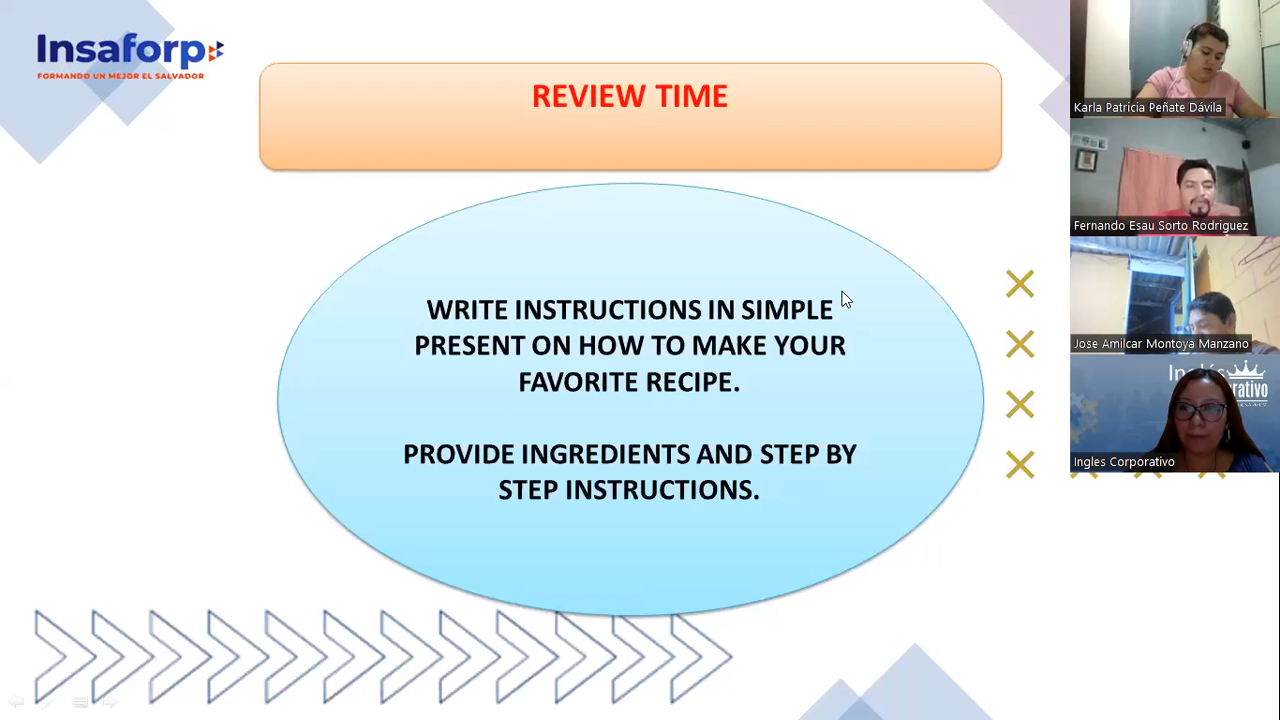 Insaforp
FORMANDO UN MEJOR EL SALVADOR
REVIEW TIME
WRITE INSTRUCTIONS IN SIMPLE
PRESENT ON HOW TO MAKE YOUR
FAVORITE RECIPE.
PROVIDE INGREDIENTS AND STEP BY
STEP INSTRUCTIONS.
Karla Patricia Peñate Dávila
Fernando Esau Sorto Rodriguez
Jose Amilcar Montoya Manzano
Ingles Corporativo